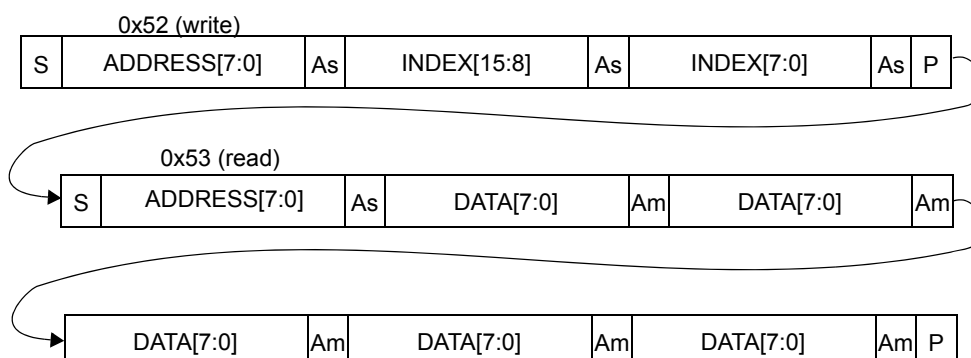 0x52 (write)
S ADDRESS[7:0] As INDEX[15:8] As INDEX[7:0] As P
0x53 (read)
S ADDRESS[7:0] As DATA[7:0] Am DATA[7:0] Am
DATA[7:0] Am DATA[7:0] Am DATA[7:0] Am P